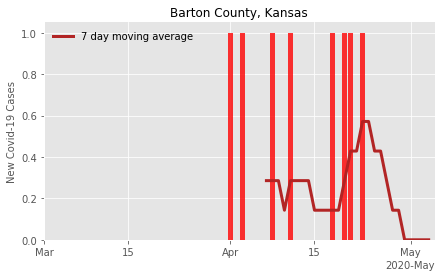 Barton County, Kansas
7 day moving average
New Covid-19 Cases
1.0
0.8
0.6
0.4
0.2
0.0
Mar 15 Apr 15 May
2020-May